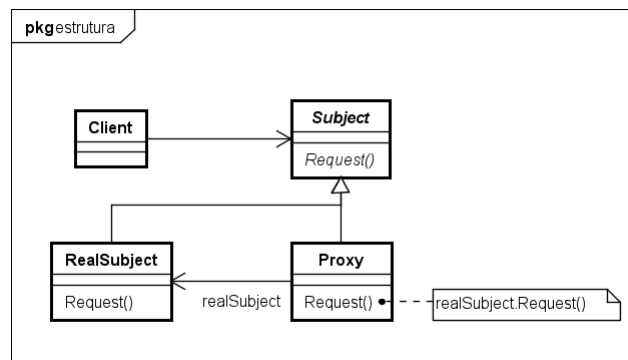 pkg estrutura
Subject
Client
Request()
RealSubject
Proxy
Request()
realSubject
Request()
realSubject.Request()